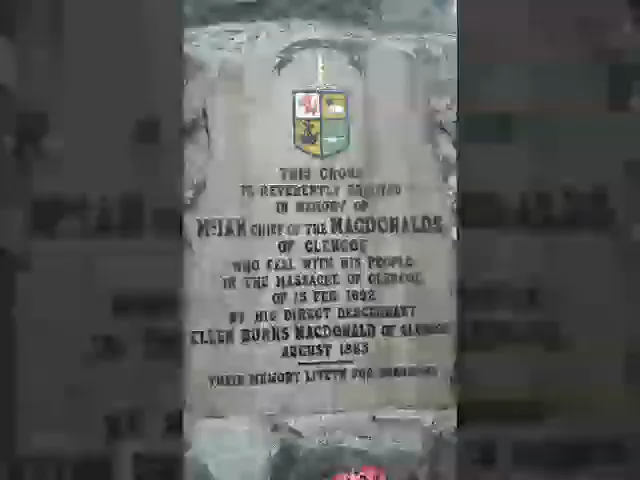 THIS CROSS
IS REVERENTLY ERECTED
IN MEMORY OF
McIAN CHIEF OF THE MACDONALDS
OF GLENCOE
WHO FELL WITH HIS PEOPLE
IN THE MASSACRE OF GLENCOE
OF 13 FEB 1692
BY HIS DIRECT DESCENDANT
ELLEN BURNS MACDONALD OF GLENCOE
AUGUST 1883
THEIR MEMORY LIVETH FOR EVERMORE